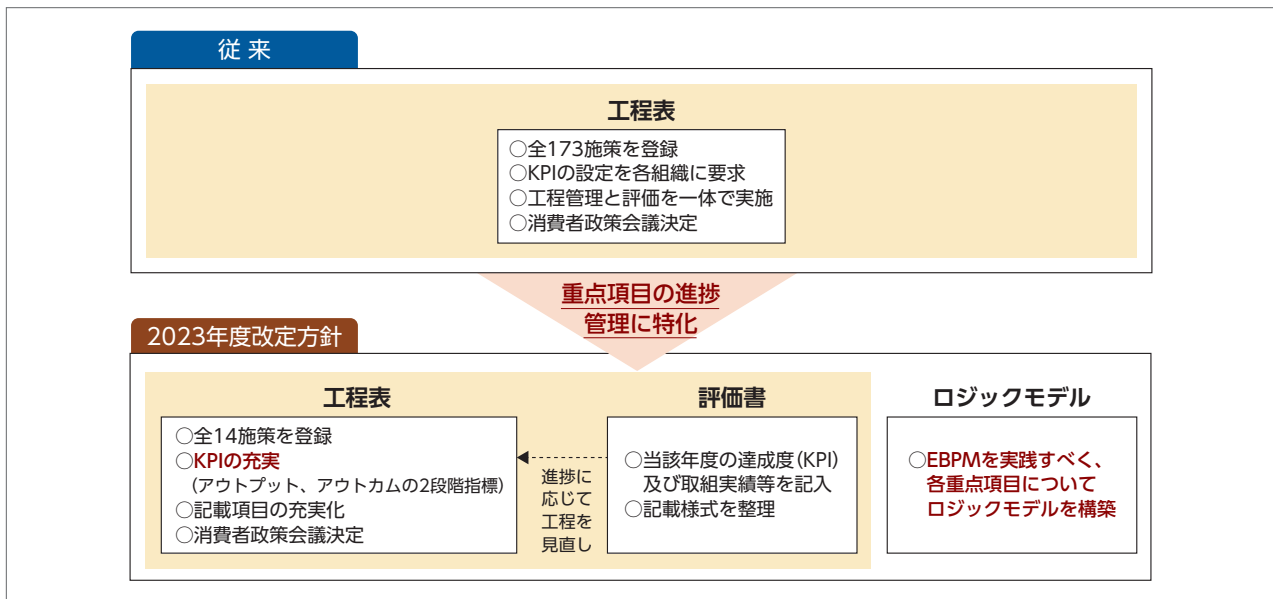 従 来
工程表
○全173施策を登録
○KPIの設定を各組織に要求
○工程管理と評価を一体で実施
○消費者政策会議決定
重点項目の進捗
管理に特化
2023年度改定方針
工程表
○全14施策を登録
○KPIの充実
(アウトプット、アウトカムの2段階指標)
○記載項目の充実化
○消費者政策会議決定
進捗に
応じて
工程を
見直し
評価書
○当該年度の達成度(KPI)
及び取組実績等を記入
○記載様式を整理
ロジックモデル
○EBPMを実践すべく、
各重点項目について
ロジックモデルを構築